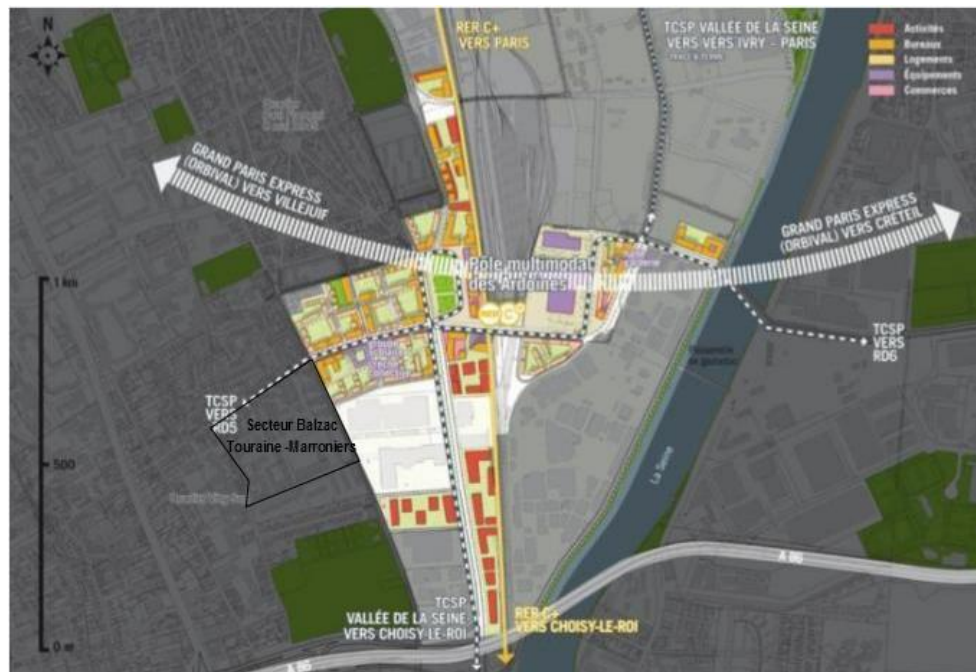 N
RER C+
VERS PARIS
TCSP VALLÉE DE LA SEINE
VERS VERS IVRY – PARIS
Activités
Bureaux
Logements
Équipements
Commerces
GRAND PARIS EXPRESS
(ORBIVAL) VERS VILLEJUIF
GRAND PARIS EXPRESS
(ORBIVAL) VERS CRÉTEIL
Pôle multimodal
des Ardoines
RER C+
1 km
TCSP
VERS
RD6
TCSP
VERS
RD5
Secteur Balzac
Touraine -Marroniers
La Seine
500
A 86
TCSP
VALLÉE DE LA SEINE
VERS CHOISY-LE-ROI
RER C+
VERS CHOISY-LE-ROI
0 m
A 86